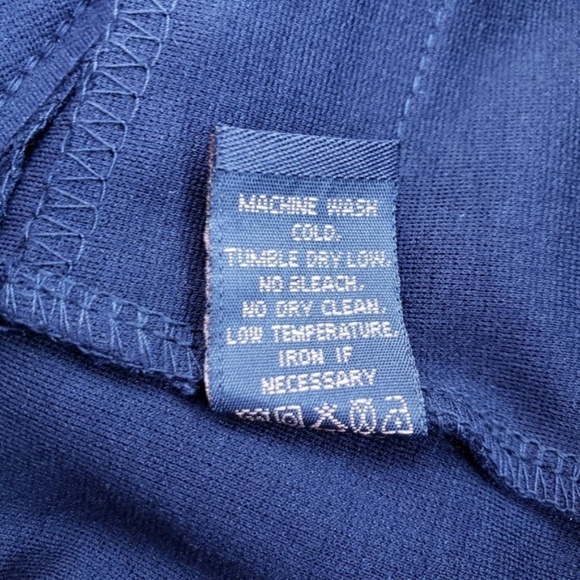 MACHINE WASH
COLD.
TUMBLE DRY LOW.
NO BLEACH.
NO DRY CLEAN.
LOW TEMPERATURE.
IRON IF
NECESSARY